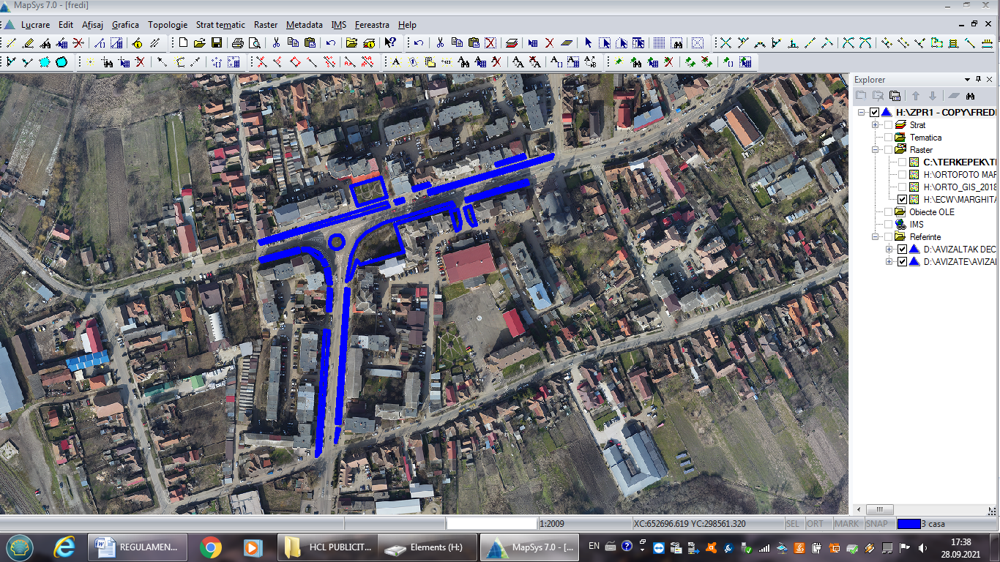 MapSys 7.0 - [fredi]
Lucrare Edit Afisaj Grafica Topologie Strat tematic Raster Metadata IMS Fereastra Help
Explorer
H:\ZPR1 - COPY\FREDI
Strat
Tematica
Raster
C:\TERKEPEK\T
H:\ORTOFOTO MAR
H:\ORTO_GIS_2018
H:\ECW\MARGHITA
Obiecte OLE
IMS
Referinte
D:\AVIZALTAK DEC
D:\AVIZATE\AVIZAL
1:2009 XC:652696.619 YC:298561.320 SEL ORT MARK SNAP 3 casa
REGULAMEN... HCL PUBLICIT... Elements (H:) MapSys 7.0 - [... EN 17:38
28.09.2021